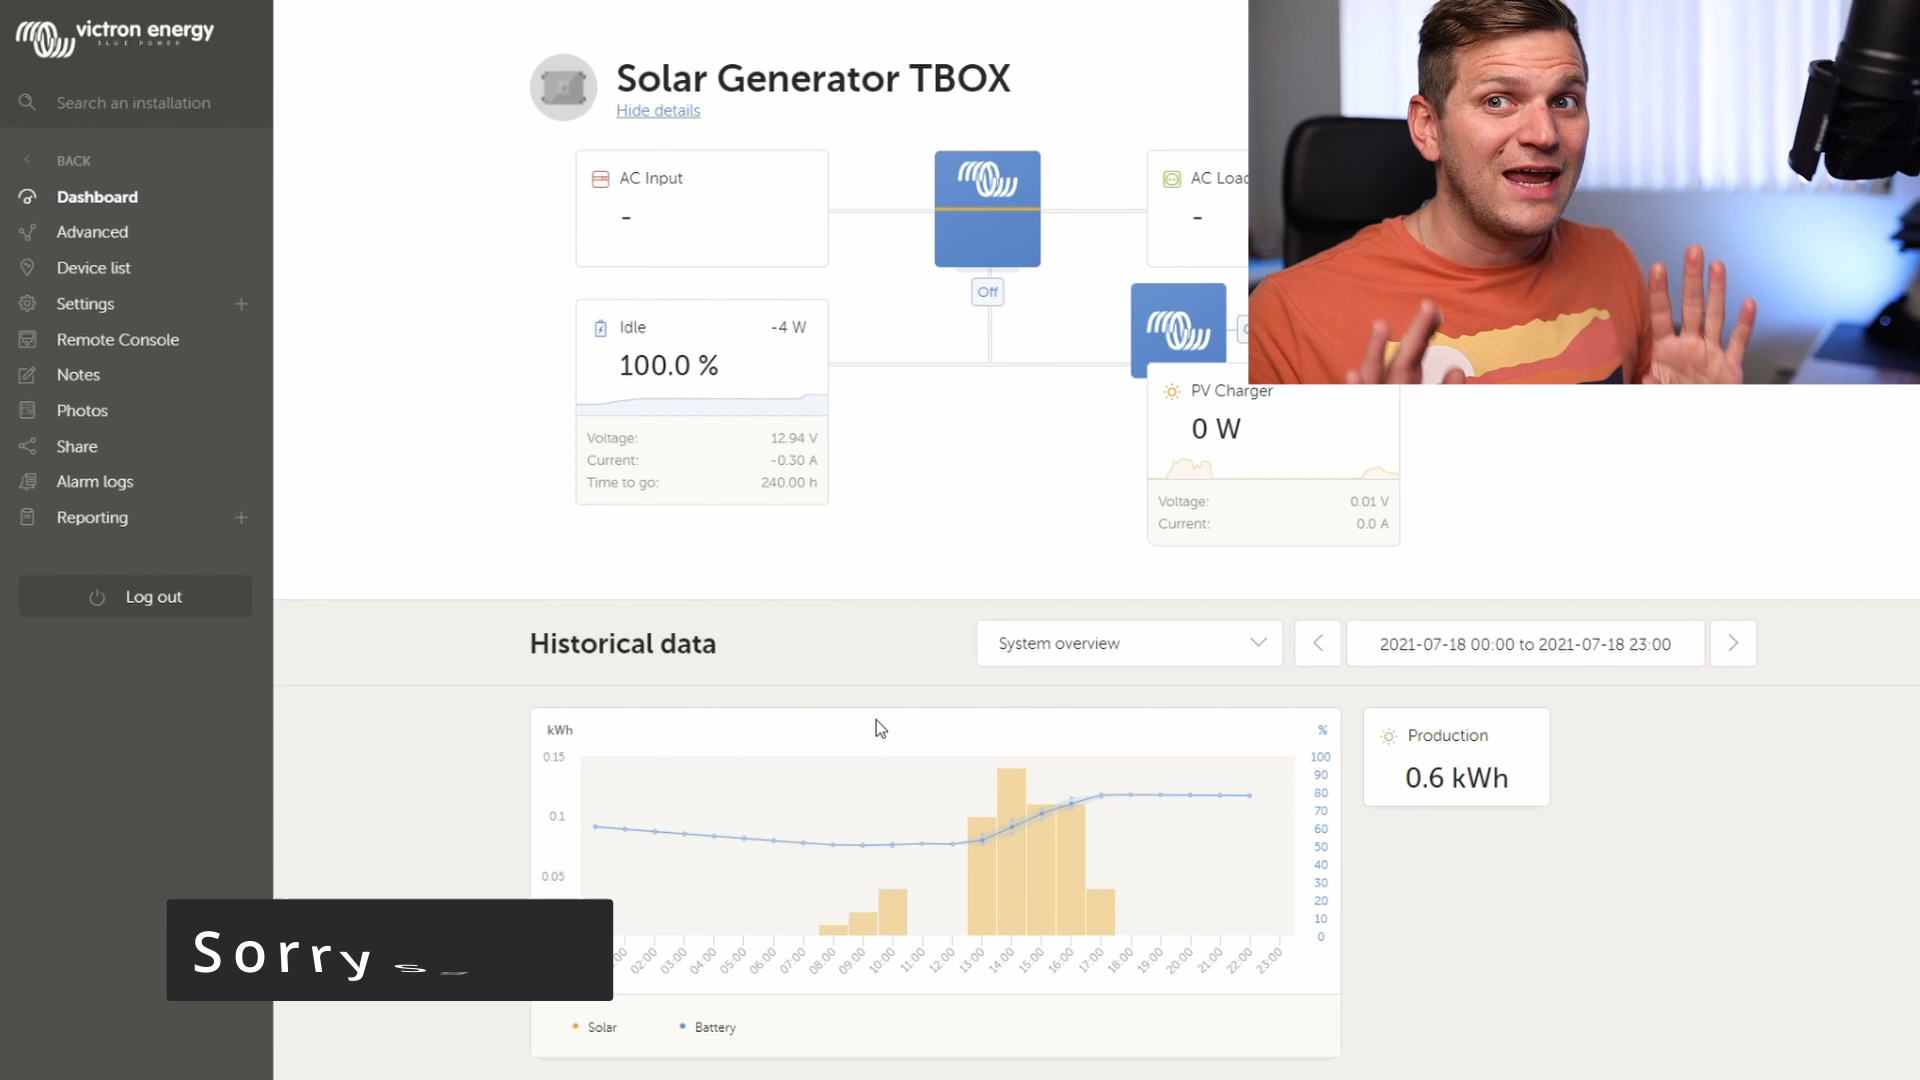 victron energy
BLUE POWER
Search an installation
BACK
Dashboard
Advanced
Device list
Settings
Remote Console
Notes
Photos
Share
Alarm logs
Reporting
Log out
Solar Generator TBOX
Hide details
AC Input
-
AC Load
-
Off
Idle
-4 W
100.0 %
Voltage: 12.94 V
Current: -0.30 A
Time to go: 240.00 h
PV Charger
0 W
Voltage: 0.01 V
Current: 0.0 A
Historical data
System overview
2021-07-18 00:00 to 2021-07-18 23:00
kWh
%
0.15
0.1
0.05
100
90
80
70
60
50
40
30
20
10
0
02:00 03:00 04:00 05:00 06:00 07:00 08:00 09:00 10:00 11:00 12:00 13:00 14:00 15:00 16:00 17:00 18:00 19:00 20:00 21:00 22:00 23:00
Solar
Battery
Production
0.6 kWh
Sorry